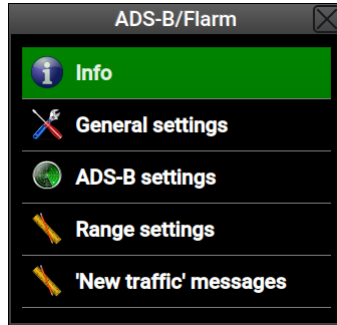 ADS-B/Flarm
Info
General settings
ADS-B settings
Range settings
'New traffic' messages